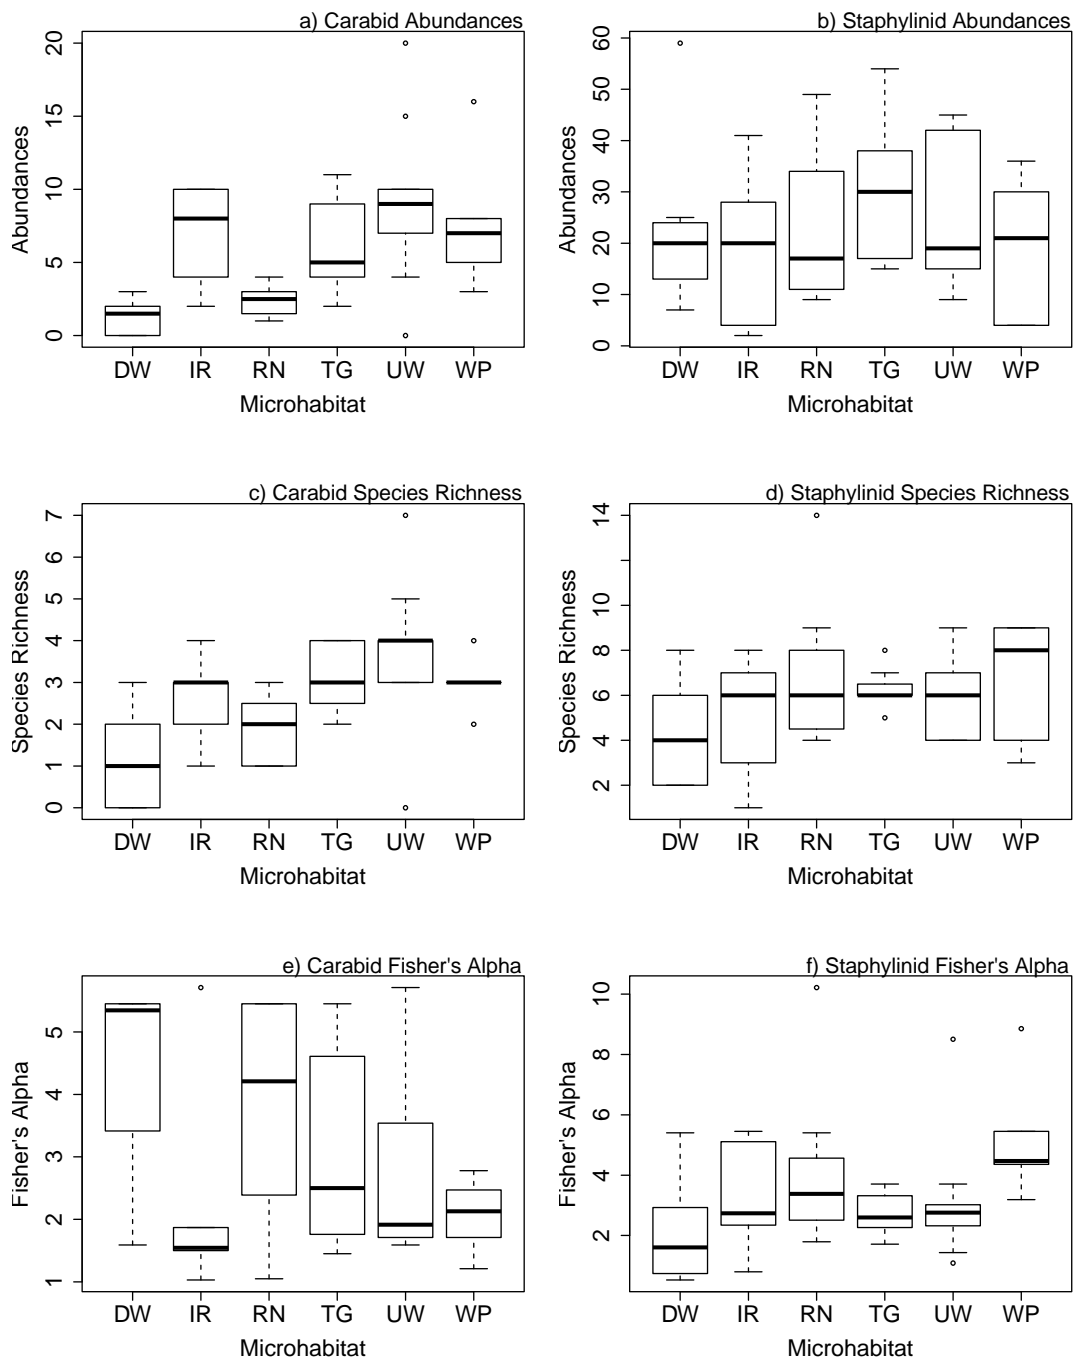 a) Carabid Abundances
Abundances
20
15
10
5
0
DW IR RN TG UW WP
Microhabitat
b) Staphylinid Abundances
Abundances
60
50
40
30
20
10
0
DW IR RN TG UW WP
Microhabitat
c) Carabid Species Richness
Species Richness
7
6
5
4
3
2
1
0
DW IR RN TG UW WP
Microhabitat
d) Staphylinid Species Richness
Species Richness
14
10
8
6
4
2
DW IR RN TG UW WP
Microhabitat
e) Carabid Fisher's Alpha
Fisher's Alpha
5
4
3
2
1
DW IR RN TG UW WP
Microhabitat
f) Staphylinid Fisher's Alpha
Fisher's Alpha
10
8
6
4
2
DW IR RN TG UW WP
Microhabitat